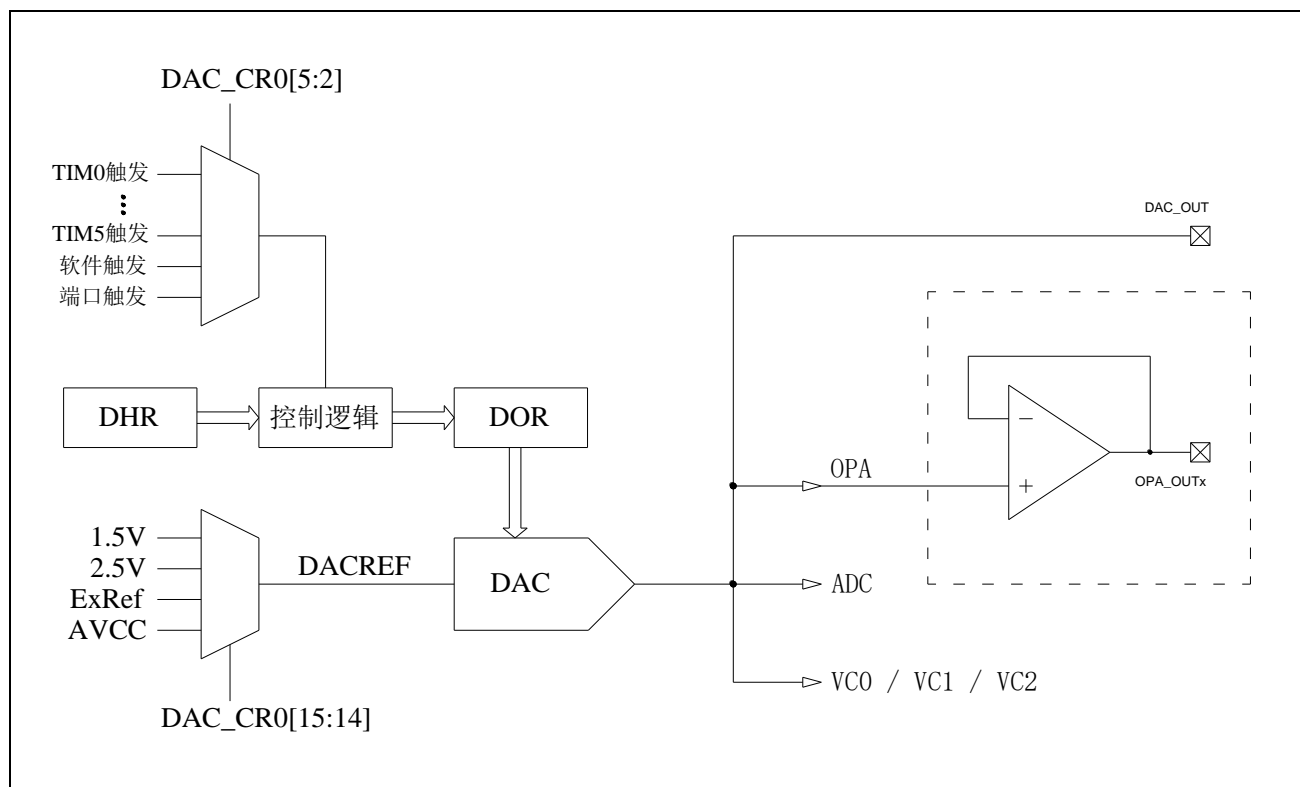 DAC_CR0[5:2]
TIM0触发
TIM5触发
软件触发
端口触发
DAC_OUT
DHR
控制逻辑
DOR
OPA
−
+
OPA_OUTx
1.5V
2.5V
ExRef
AVCC
DACREF
DAC
ADC
VC0 / VC1 / VC2
DAC_CR0[15:14]